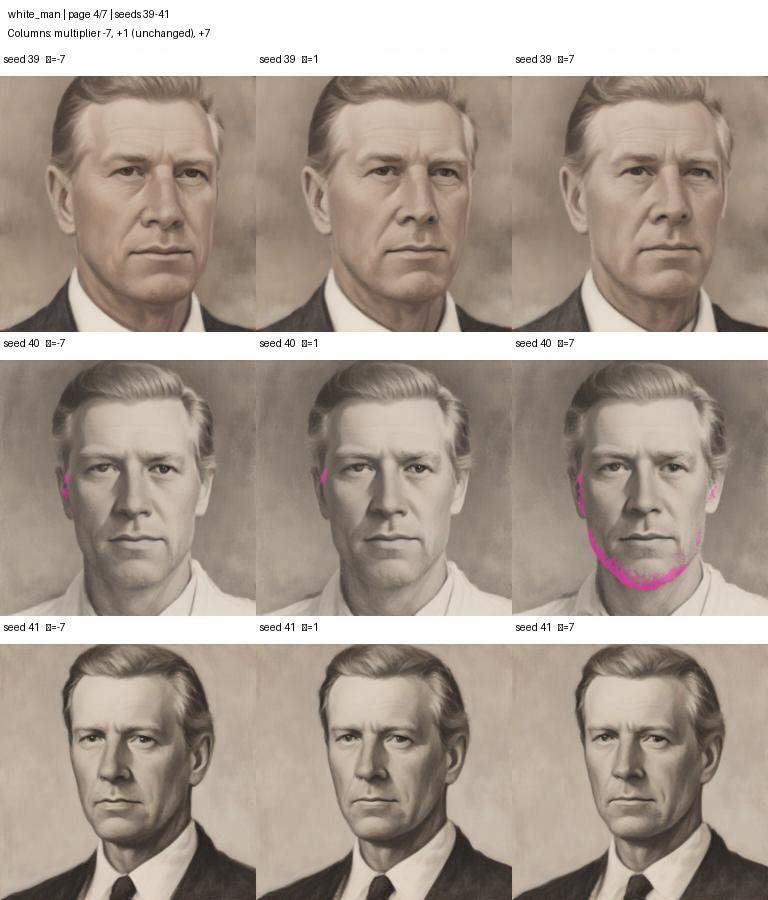 white_man | page 4/7 | seeds 39-41
Columns: multiplier -7, +1 (unchanged), +7
seed 39 □=-7 seed 39 □=1 seed 39 □=7
seed 40 □=-7 seed 40 □=1 seed 40 □=7
seed 41 □=-7 seed 41 □=1 seed 41 □=7